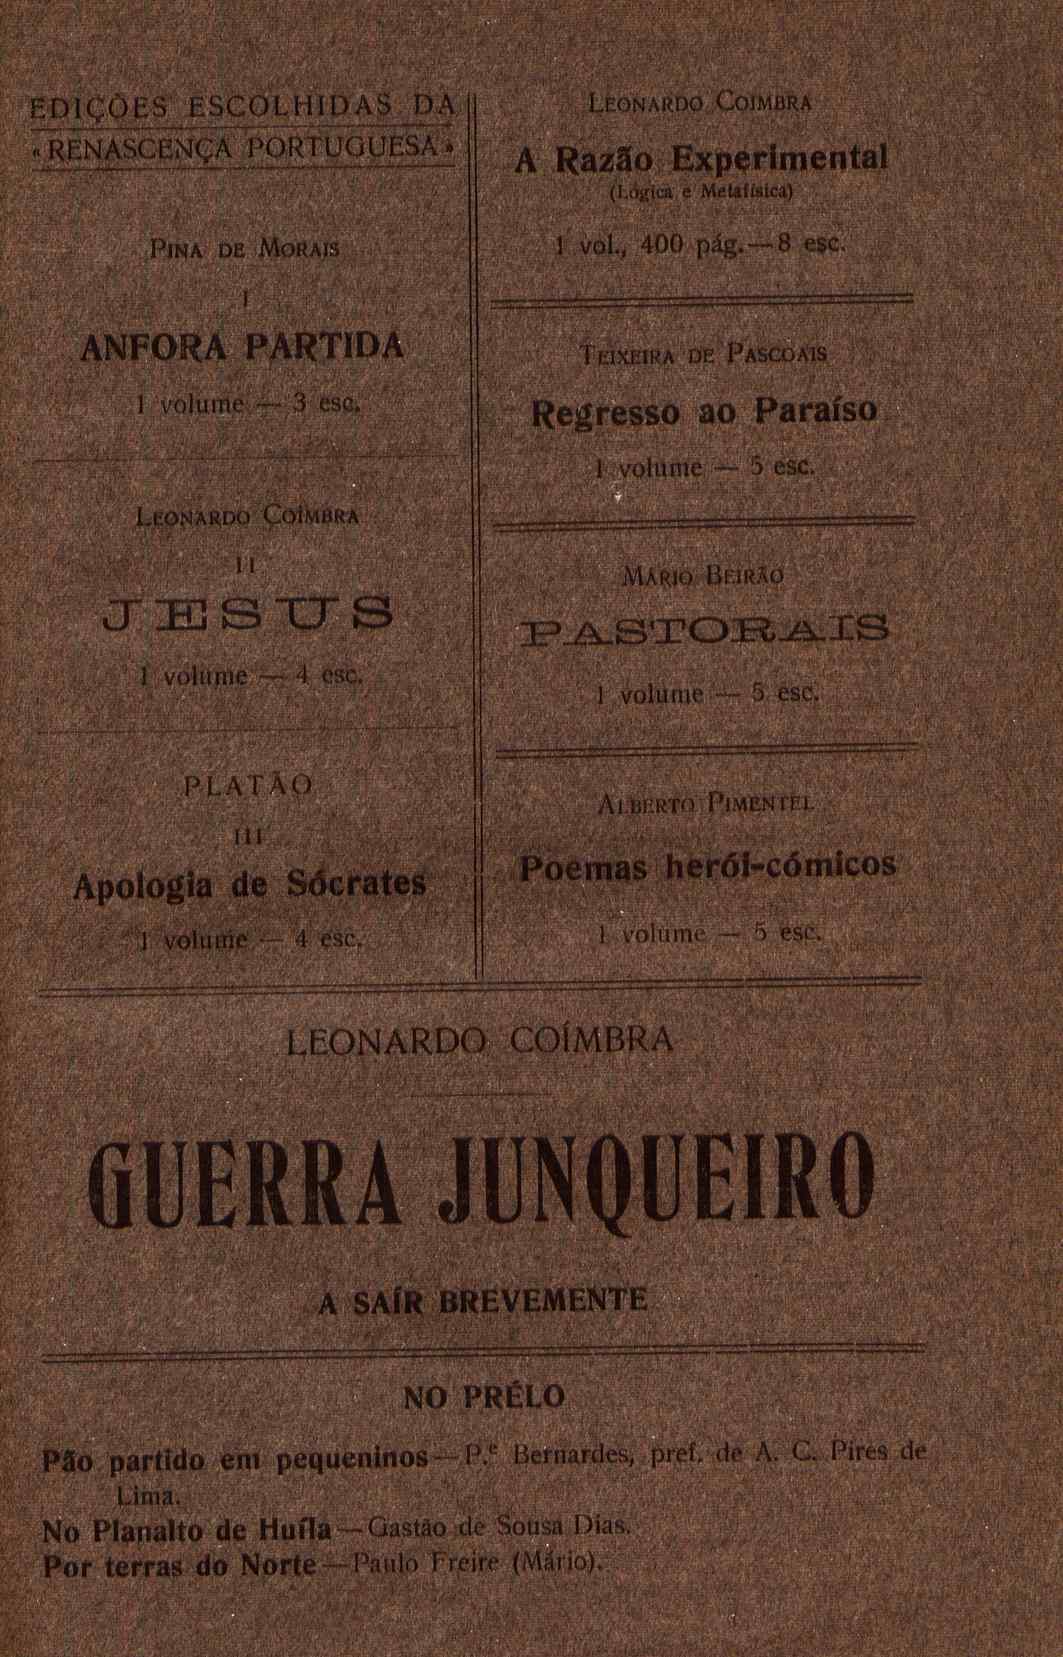 EDIÇÕES ESCOLHIDAS DA
«RENASCENÇA PORTUGUESA»
PINA DE MORAIS
I
ANFORA PARTIDA
1 volume — 3 esc.
LEONARDO COÍMBRA
II
JESUS
1 volume — 4 esc.
PLATÃO
III
Apologia de Sócrates
1 volume — 4 esc.
LEONARDO COIMBRA
A Razão Experimental
(Lógica e Metafísica)
1 vol., 400 pág. — 8 esc.
TEIXEIRA DE PASCOAIS
Regresso ao Paraíso
1 volume — 5 esc.
MÁRIO BEIRÃO
PASTORAIS
1 volume — 5 esc.
ALBERTO PIMENTEL
Poemas herói-cómicos
1 volume — 5 esc.
LEONARDO COÍMBRA
GUERRA JUNQUEIRO
A SAÍR BREVEMENTE
NO PRÉLO
Pão partido em pequeninos — P.e Bernardes, pref. de A. C. Pires de
Lima.
No Planalto de Huíla — Gastão de Sousa Dias.
Por terras do Norte — Paulo Freire (Mário).